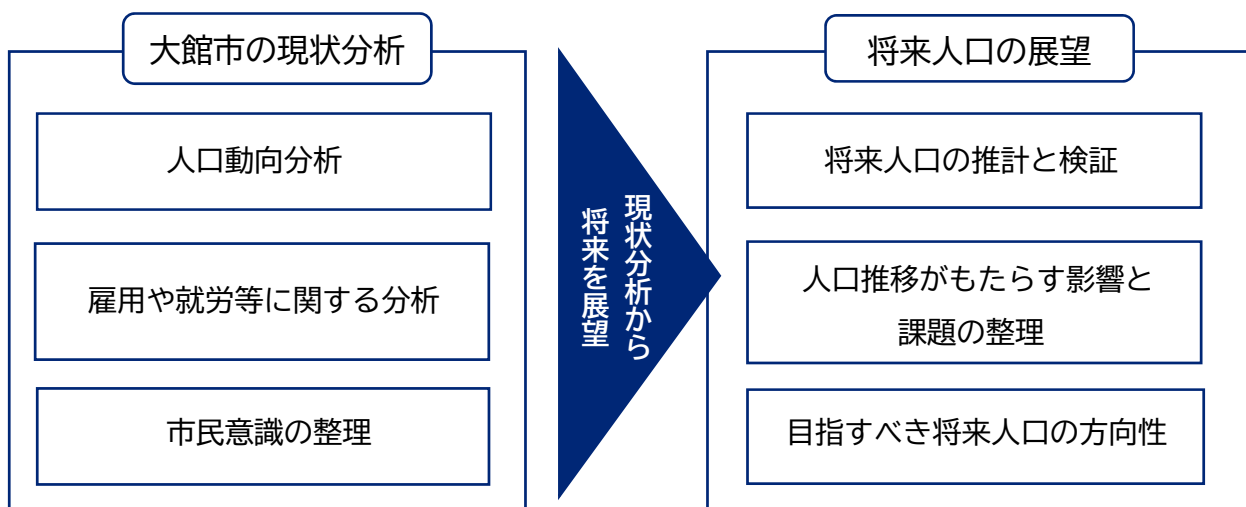 大館市の現状分析
人口動向分析
雇用や就労等に関する分析
市民意識の整理
現状分析から
将来を展望
将来人口の展望
将来人口の推計と検証
人口推移がもたらす影響と
課題の整理
目指すべき将来人口の方向性